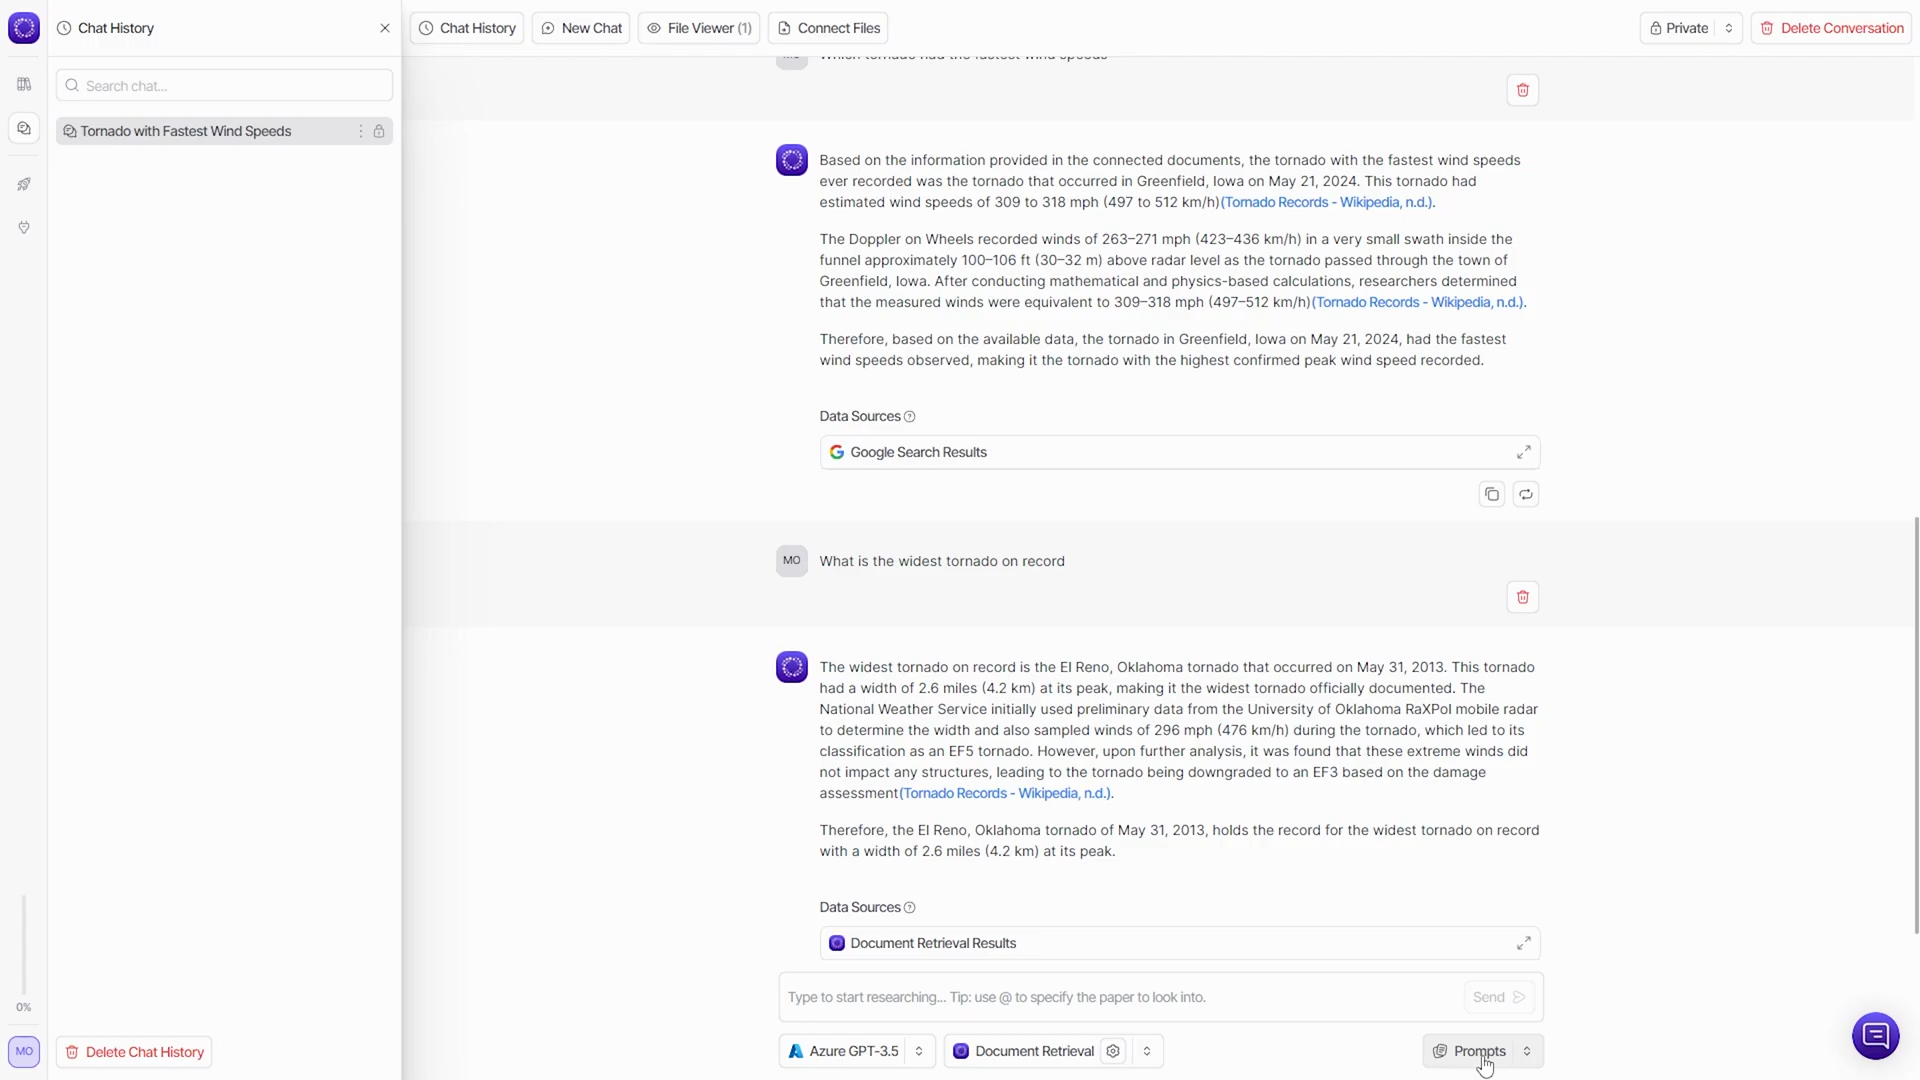 Chat History
Search chat...
Tornado with Fastest Wind Speeds
0%
MO
Delete Chat History
Chat History
New Chat
File Viewer (1)
Connect Files
Private
Delete Conversation
Which tornado had the fastest wind speeds
Based on the information provided in the connected documents, the tornado with the fastest wind speeds
ever recorded was the tornado that occurred in Greenfield, Iowa on May 21, 2024. This tornado had
estimated wind speeds of 309 to 318 mph (497 to 512 km/h)(Tornado Records - Wikipedia, n.d.).
The Doppler on Wheels recorded winds of 263–271 mph (423–436 km/h) in a very small swath inside the
funnel approximately 100–106 ft (30–32 m) above radar level as the tornado passed through the town of
Greenfield, Iowa. After conducting mathematical and physics-based calculations, researchers determined
that the measured winds were equivalent to 309–318 mph (497–512 km/h)(Tornado Records - Wikipedia, n.d.).
Therefore, based on the available data, the tornado in Greenfield, Iowa on May 21, 2024, had the fastest
wind speeds observed, making it the tornado with the highest confirmed peak wind speed recorded.
Data Sources
Google Search Results
MO
What is the widest tornado on record
The widest tornado on record is the El Reno, Oklahoma tornado that occurred on May 31, 2013. This tornado
had a width of 2.6 miles (4.2 km) at its peak, making it the widest tornado officially documented. The
National Weather Service initially used preliminary data from the University of Oklahoma RaXPol mobile radar
to determine the width and also sampled winds of 296 mph (476 km/h) during the tornado, which led to its
classification as an EF5 tornado. However, upon further analysis, it was found that these extreme winds did
not impact any structures, leading to the tornado being downgraded to an EF3 based on the damage
assessment(Tornado Records - Wikipedia, n.d.).
Therefore, the El Reno, Oklahoma tornado of May 31, 2013, holds the record for the widest tornado on record
with a width of 2.6 miles (4.2 km) at its peak.
Data Sources
Document Retrieval Results
Type to start researching... Tip: use @ to specify the paper to look into.
Send
Azure GPT-3.5
Document Retrieval
Prompts